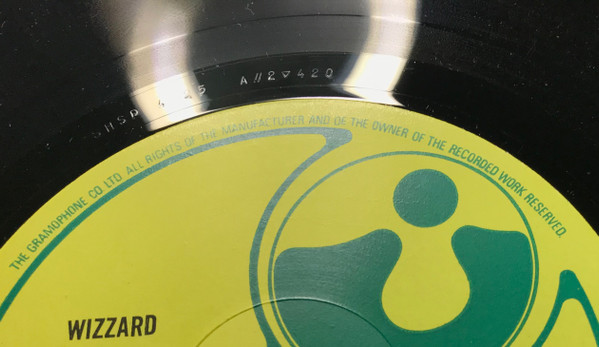 A//2▽420
THE GRAMOPHONE CO LTD. ALL RIGHTS OF THE MANUFACTURER AND OF THE OWNER OF THE RECORDED WORK RESERVED.
WIZZARD